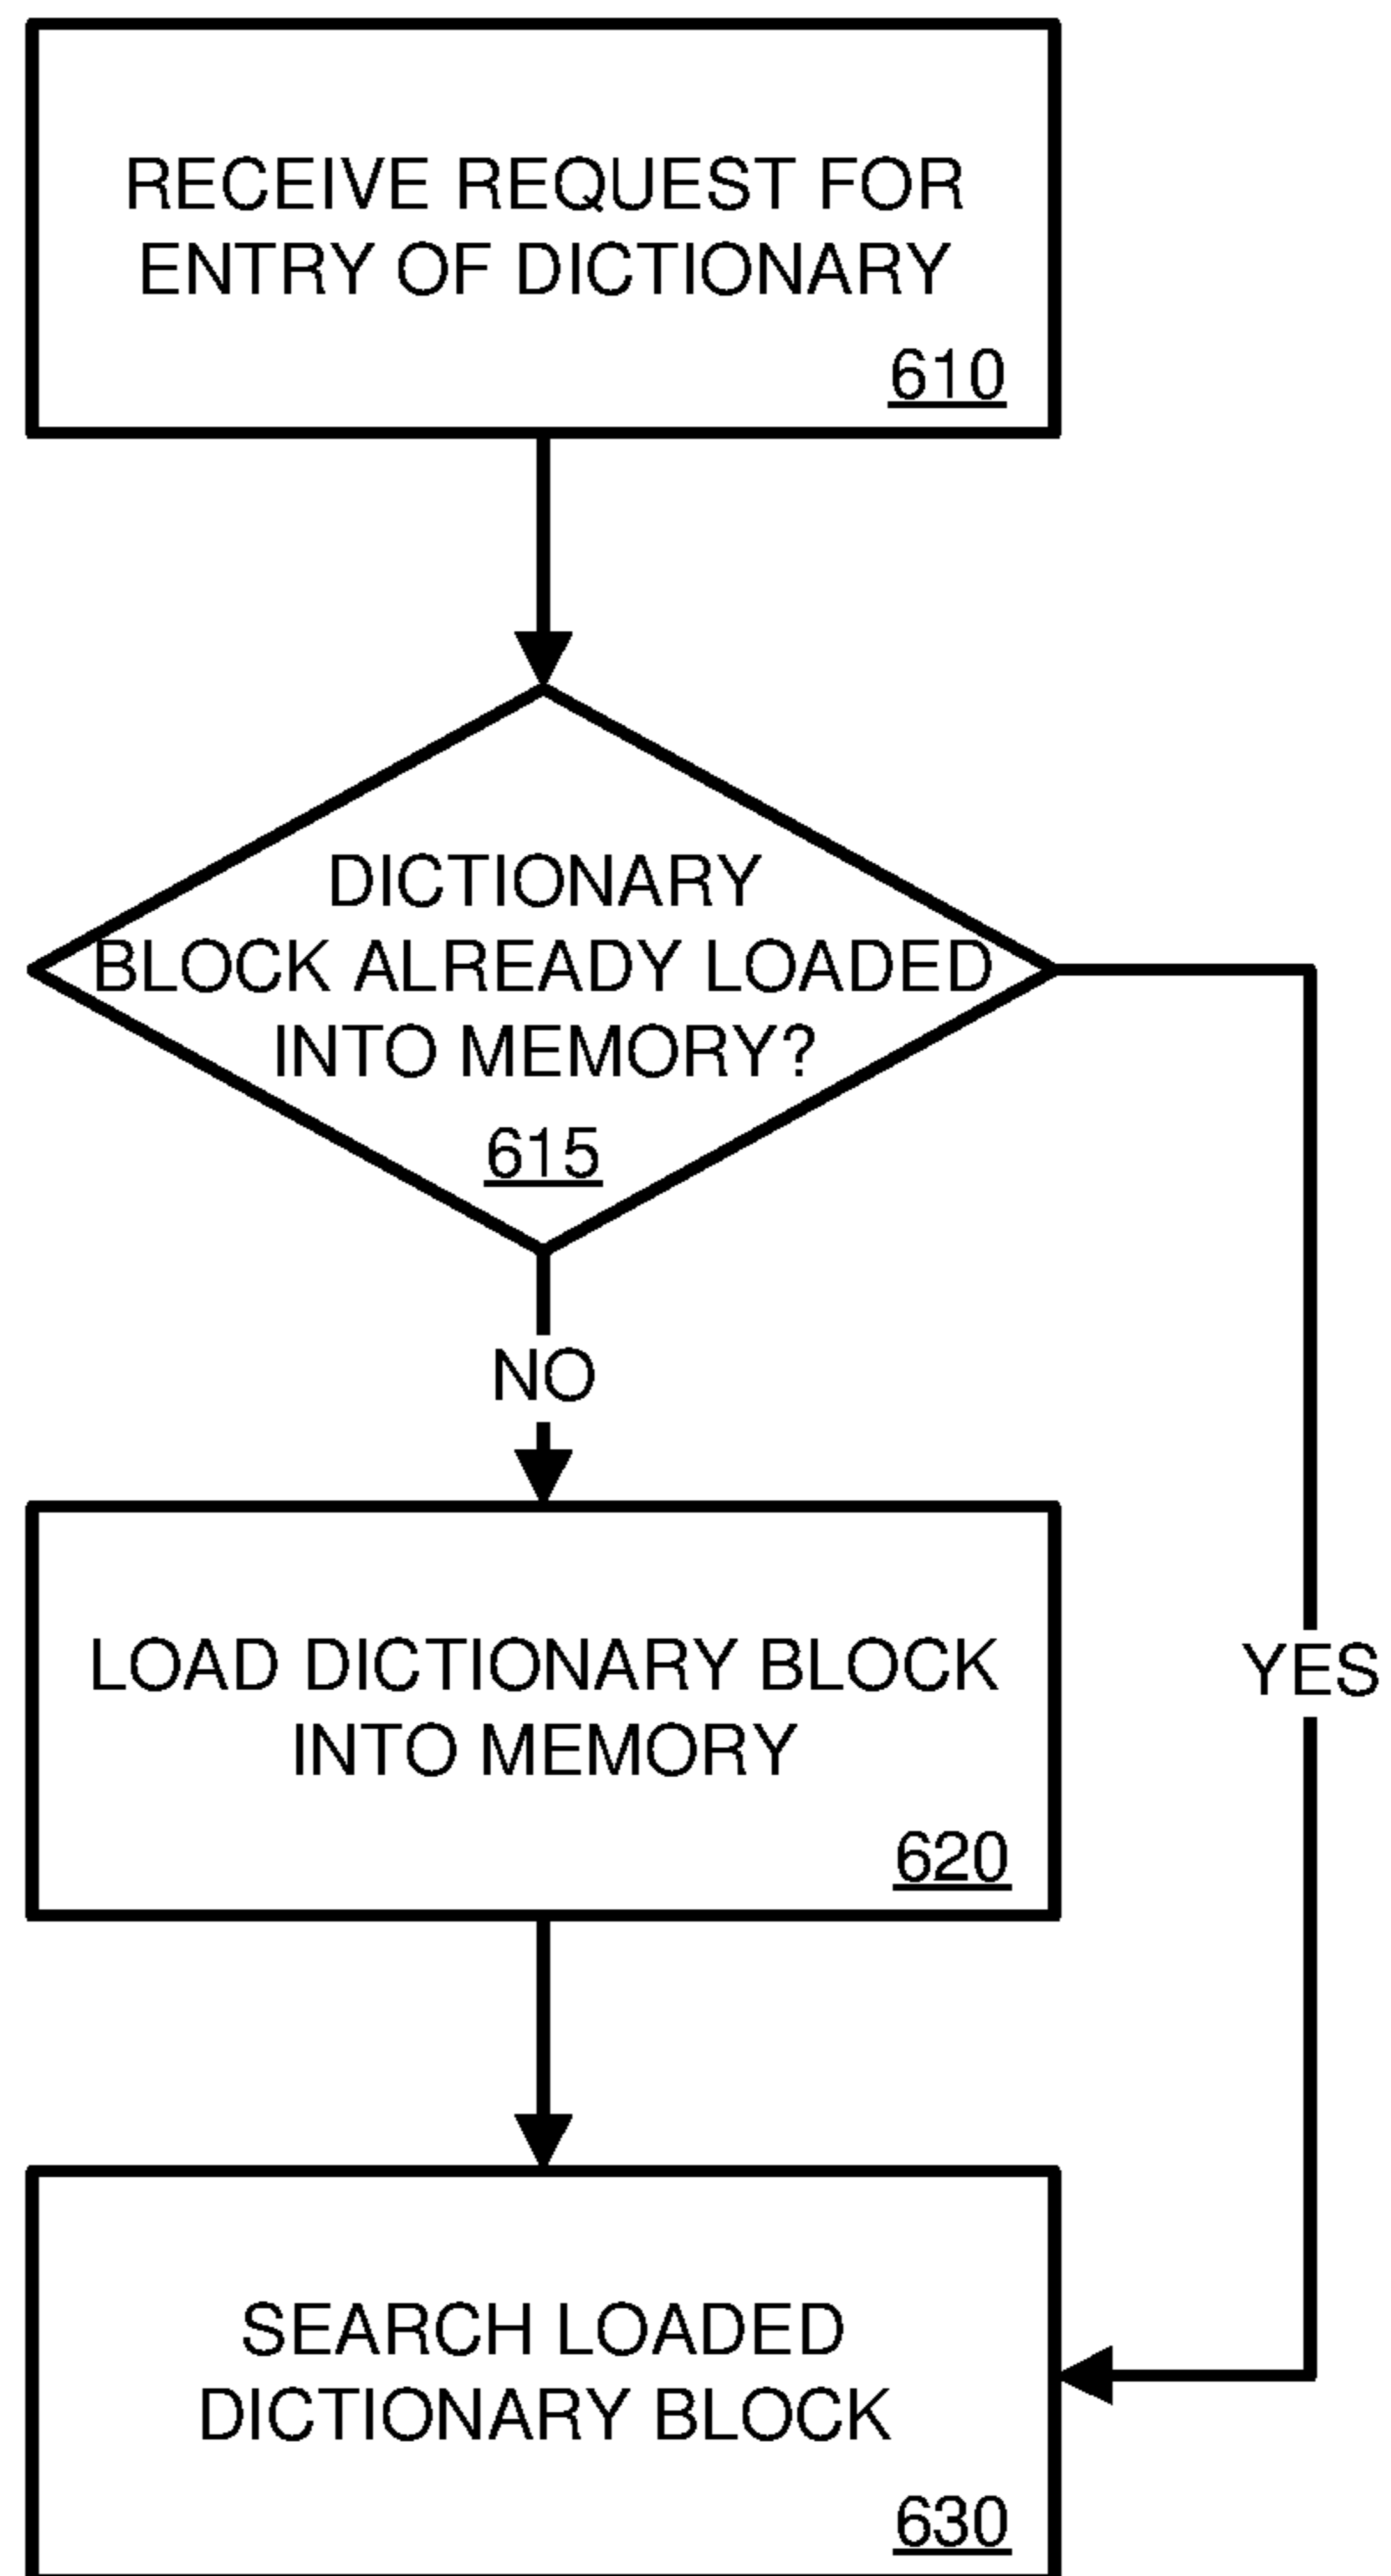 RECEIVE REQUEST FOR
ENTRY OF DICTIONARY
610
DICTIONARY
BLOCK ALREADY LOADED
INTO MEMORY?
615
NO
LOAD DICTIONARY BLOCK
INTO MEMORY
620
YES
SEARCH LOADED
DICTIONARY BLOCK
630